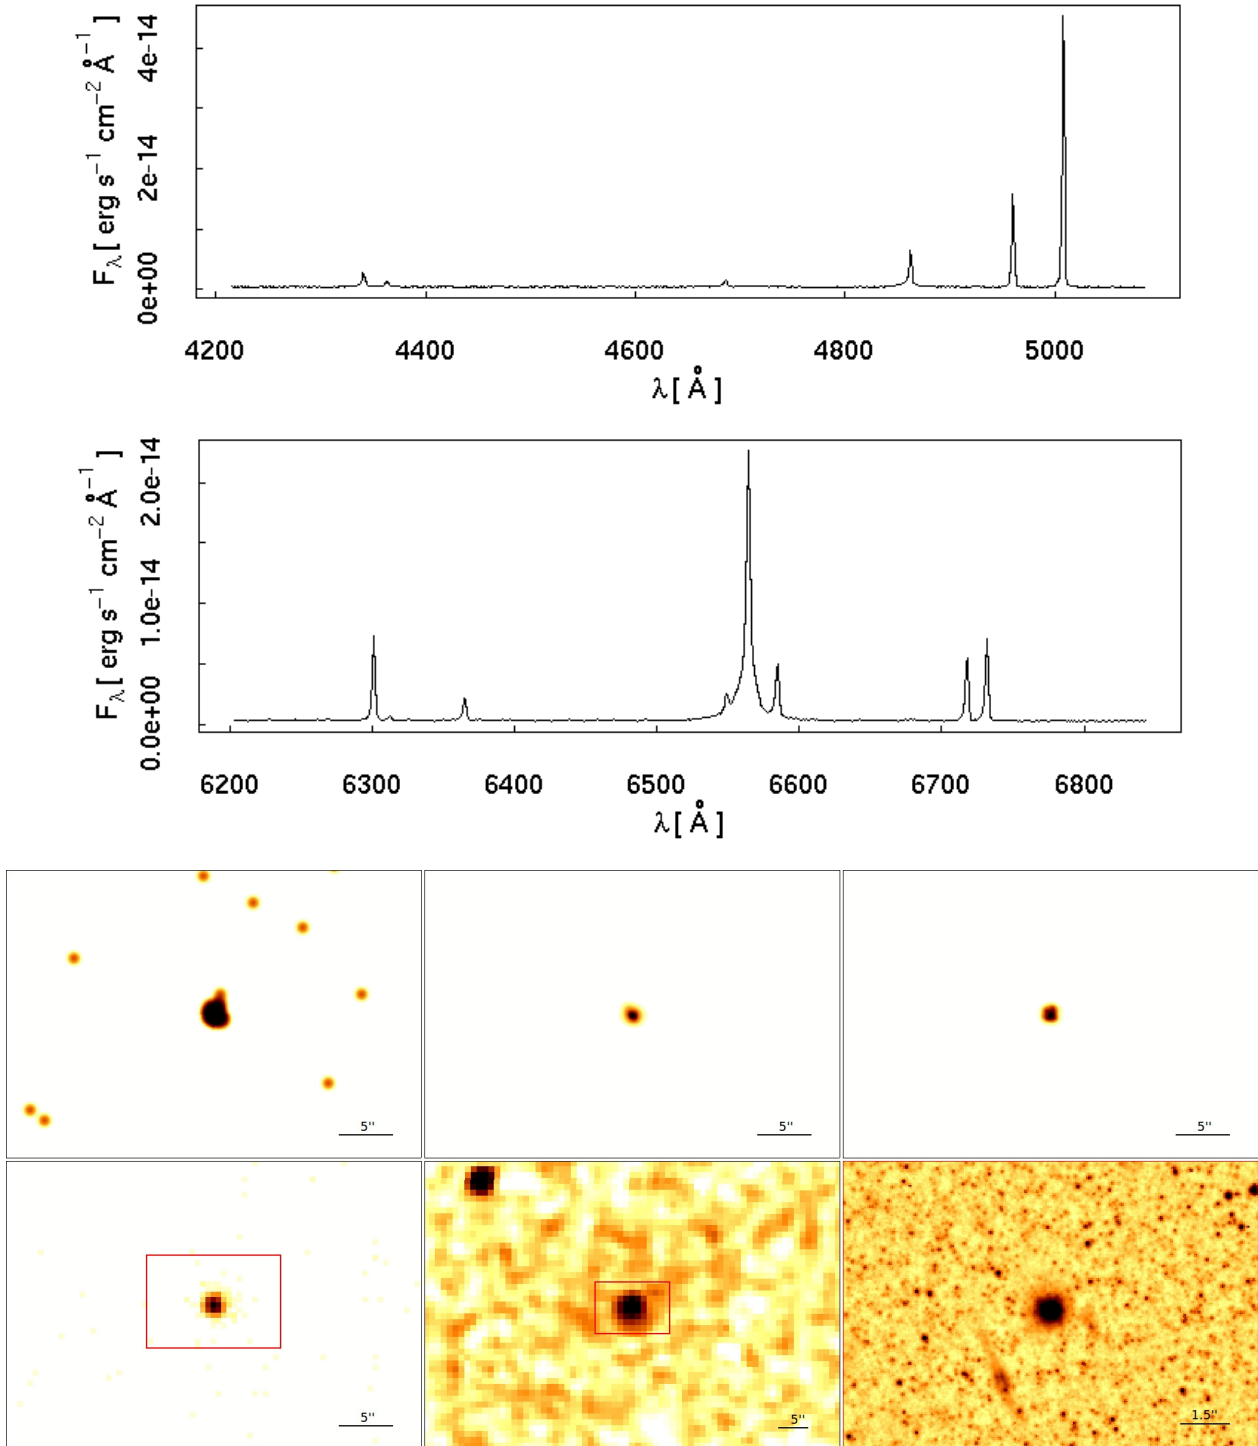 F_λ [ erg s⁻¹ cm⁻² Å⁻¹ ]
4e-14
2e-14
0e+00
4200 4400 4600 4800 5000
λ [ Å ]
F_λ [ erg s⁻¹ cm⁻² Å⁻¹ ]
2.0e-14
1.0e-14
0.0e+00
6200 6300 6400 6500 6600 6700 6800
λ [ Å ]
5'' 5'' 5''
5'' 5'' 1.5''